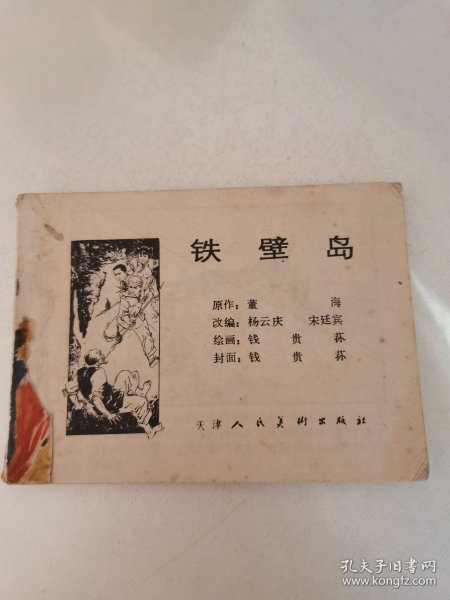 铁壁岛
原作：董海
改编：杨云庆 宋廷宾
绘画：钱贵荪
封面：钱贵荪
天津人民美术出版社
孔夫子旧书网
www.kongfz.com